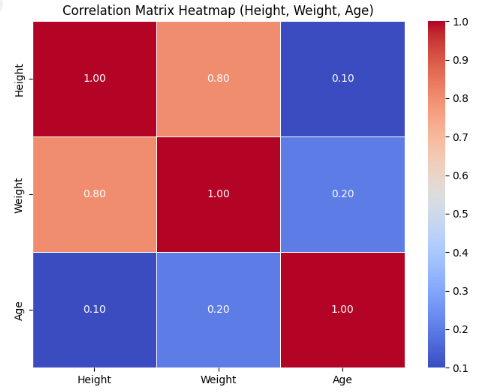 Correlation Matrix Heatmap (Height, Weight, Age)
Height
1.00
0.80
0.10
Weight
0.80
1.00
0.20
Age
0.10
0.20
1.00
Height
Weight
Age
1.0
0.9
0.8
0.7
0.6
0.5
0.4
0.3
0.2
0.1